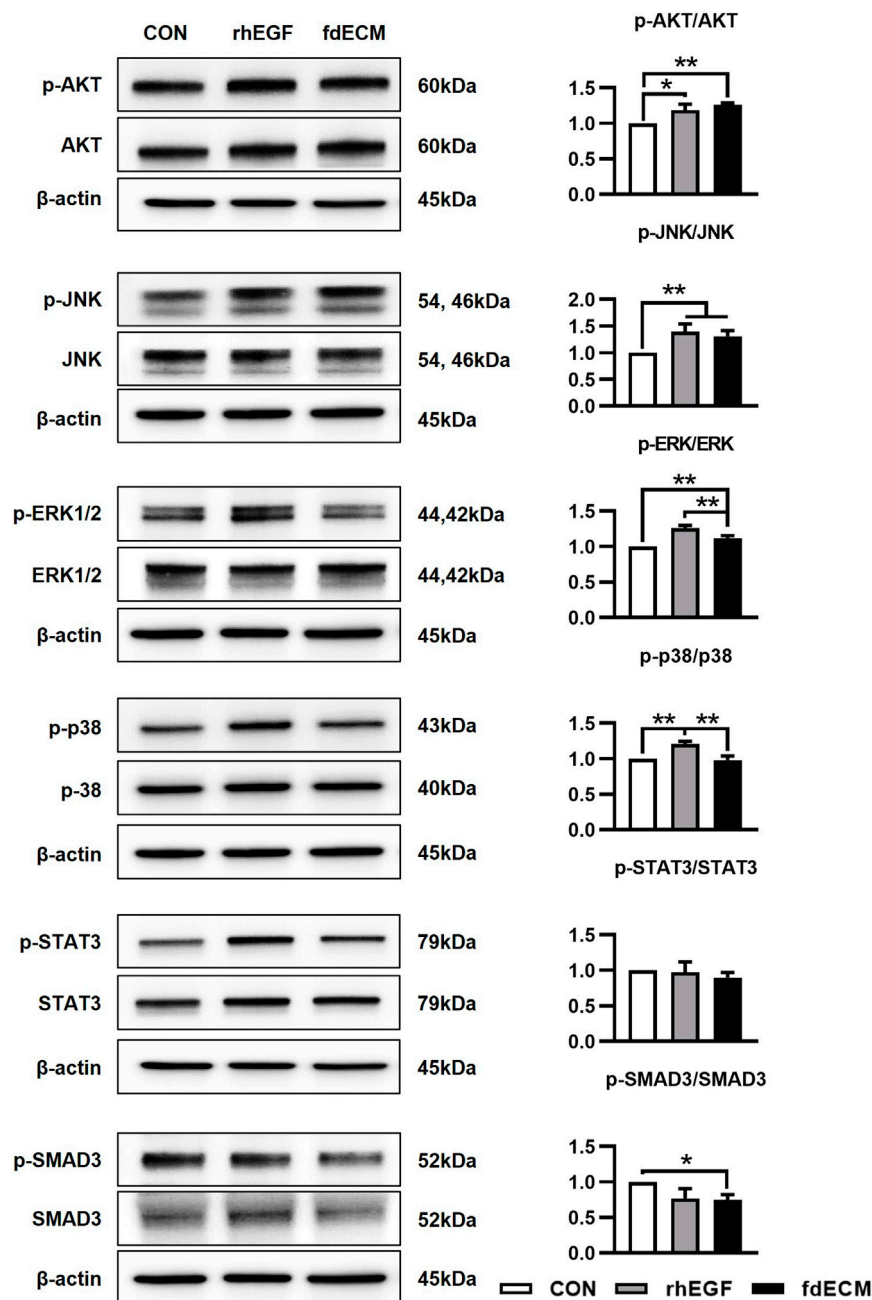 CON rhEGF fdECM
p-AKT 60kDa
AKT 60kDa
β-actin 45kDa
p-AKT/AKT
**
*
1.5
1.0
0.5
0.0
p-JNK 54, 46kDa
JNK 54, 46kDa
β-actin 45kDa
p-JNK/JNK
2.0
**
1.5
1.0
0.5
0.0
p-ERK1/2 44,42kDa
ERK1/2 44,42kDa
β-actin 45kDa
p-ERK/ERK
**
**
1.5
1.0
0.5
0.0
p-p38 43kDa
p-38 40kDa
β-actin 45kDa
p-p38/p38
** **
1.5
1.0
0.5
0.0
p-STAT3 79kDa
STAT3 79kDa
β-actin 45kDa
p-STAT3/STAT3
1.5
1.0
0.5
0.0
p-SMAD3 52kDa
SMAD3 52kDa
β-actin 45kDa
p-SMAD3/SMAD3
*
1.5
1.0
0.5
0.0
CON rhEGF fdECM